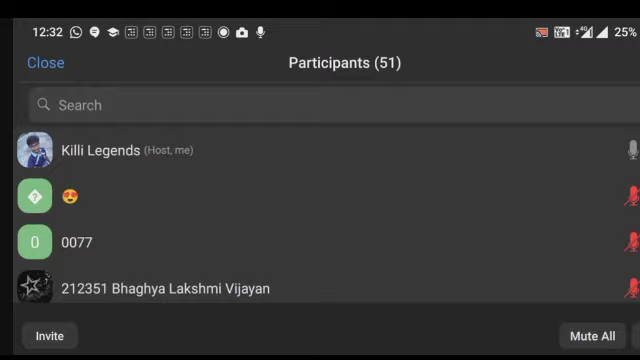 12:32 25%
Close Participants (51)
Search
Killi Legends (Host, me)
😍
0 0077
212351 Bhaghya Lakshmi Vijayan
Invite Mute All